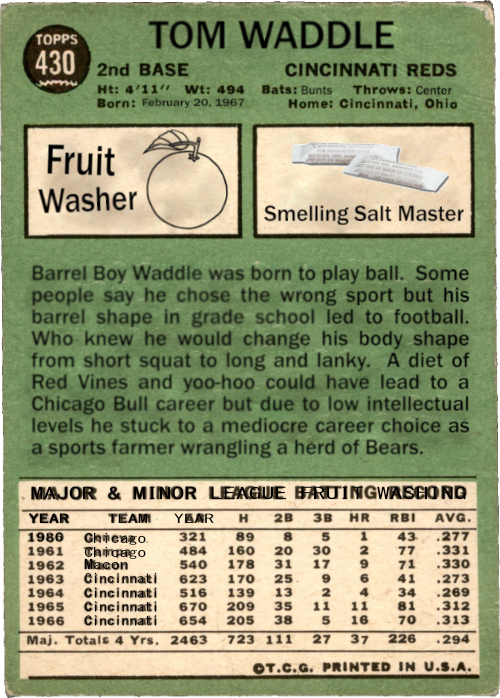 TOPPS
430
TOM WADDLE
2nd BASE CINCINNATI REDS
Ht: 4'11" Wt: 494 Bats: Bunts Throws: Center
Born: February 20, 1967 Home: Cincinnati, Ohio
Fruit
Washer
Smelling Salt Master
Barrel Boy Waddle was born to play ball. Some
people say he chose the wrong sport but his
barrel shape in grade school led to football.
Who knew he would change his body shape
from short squat to long and lanky. A diet of
Red Vines and yoo-hoo could have lead to a
Chicago Bull career but due to low intellectual
levels he stuck to a mediocre career choice as
a sports farmer wrangling a herd of Bears.
MAJOR & MINOR LEAGUE
YEAR TEAM H 2B 3B HR RBI AVG.
321 89 8 5 1 43 .277
1961 484 160 20 30 2 77 .331
1962 540 178 31 17 9 71 .330
1963 Cincinnati 623 170 25 9 6 41 .273
1964 Cincinnati 516 139 13 2 4 34 .269
1965 Cincinnati 670 209 35 11 11 81 .312
1966 Cincinnati 654 205 38 5 16 70 .313
Maj. Totals 4 Yrs. 2463 723 111 27 37 226 .294
©T.C.G. PRINTED IN U.S.A.